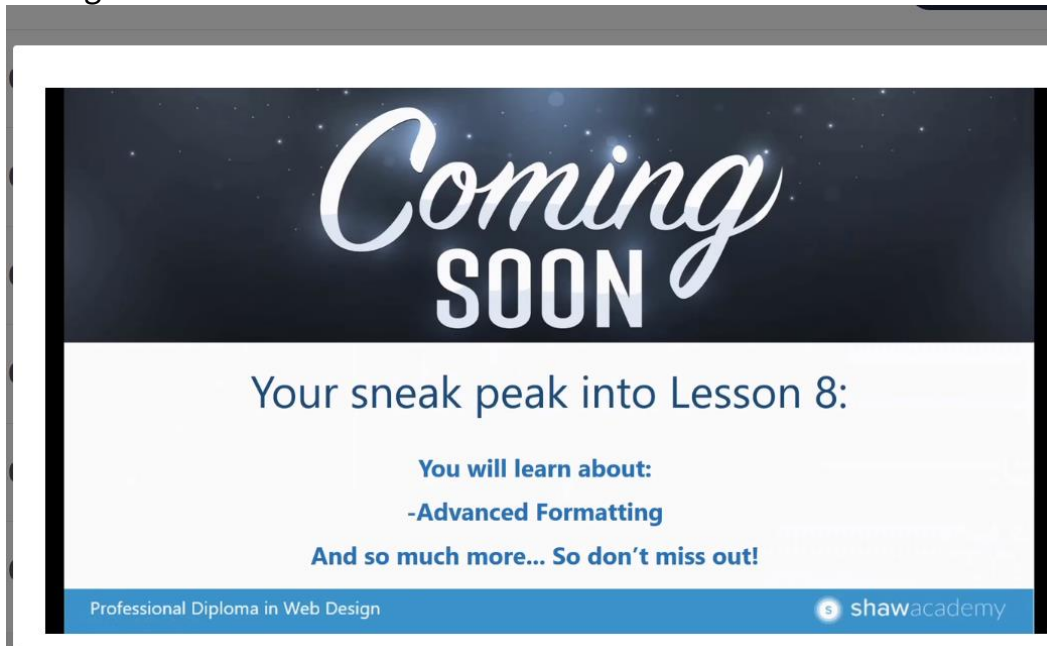 Coming
SOON
Your sneak peak into Lesson 8:
You will learn about:
-Advanced Formatting
And so much more... So don't miss out!
Professional Diploma in Web Design
s shawacademy